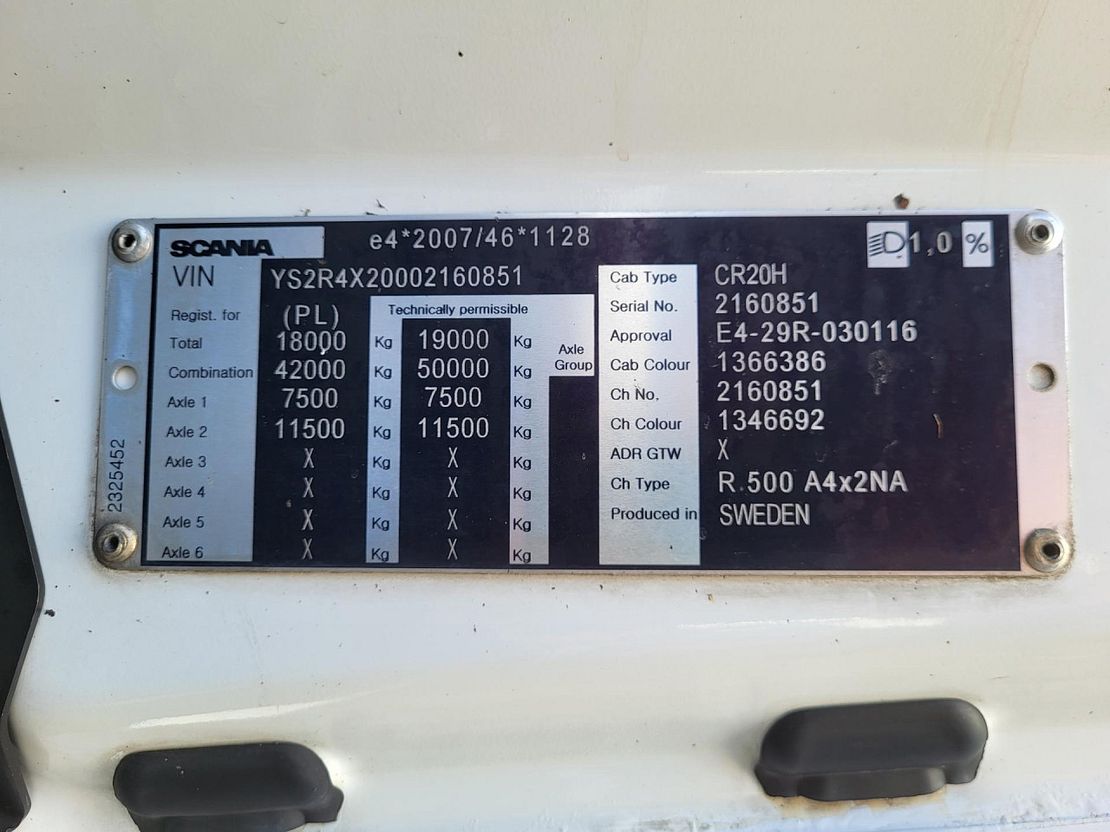 SCANIA e4*2007/46*1128 1,0 %
VIN YS2R4X20002160851 Cab Type CR20H
Regist. for (PL) Technically permissible Serial No. 2160851
Total 18000 Kg 19000 Kg Axle Group Approval E4-29R-030116
Combination 42000 Kg 50000 Kg Cab Colour 1366386
Axle 1 7500 Kg 7500 Kg Ch No. 2160851
Axle 2 11500 Kg 11500 Kg Ch Colour 1346692
Axle 3 X Kg X Kg ADR GTW X
Axle 4 X Kg X Kg Ch Type R 500 A4x2NA
Axle 5 X Kg X Kg Produced in SWEDEN
Axle 6 X Kg X Kg
2325452